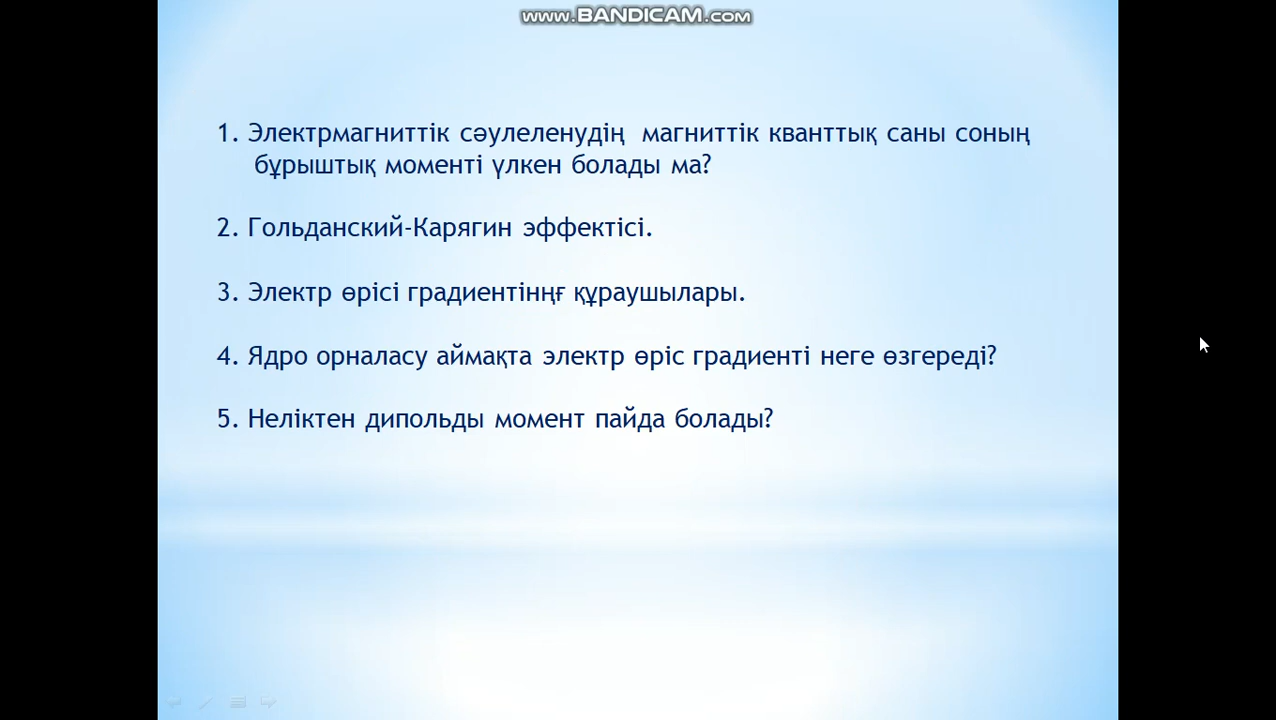 www.BANDICAM.com
1. Электрмагниттік сәулеленудің магниттік кванттық саны соның
бұрыштық моменті үлкен болады ма?
2. Гольданский-Карягин эффектісі.
3. Электр өрісі градиентінңғ құраушылары.
4. Ядро орналасу аймақта электр өріс градиенті неге өзгереді?
5. Неліктен дипольды момент пайда болады?